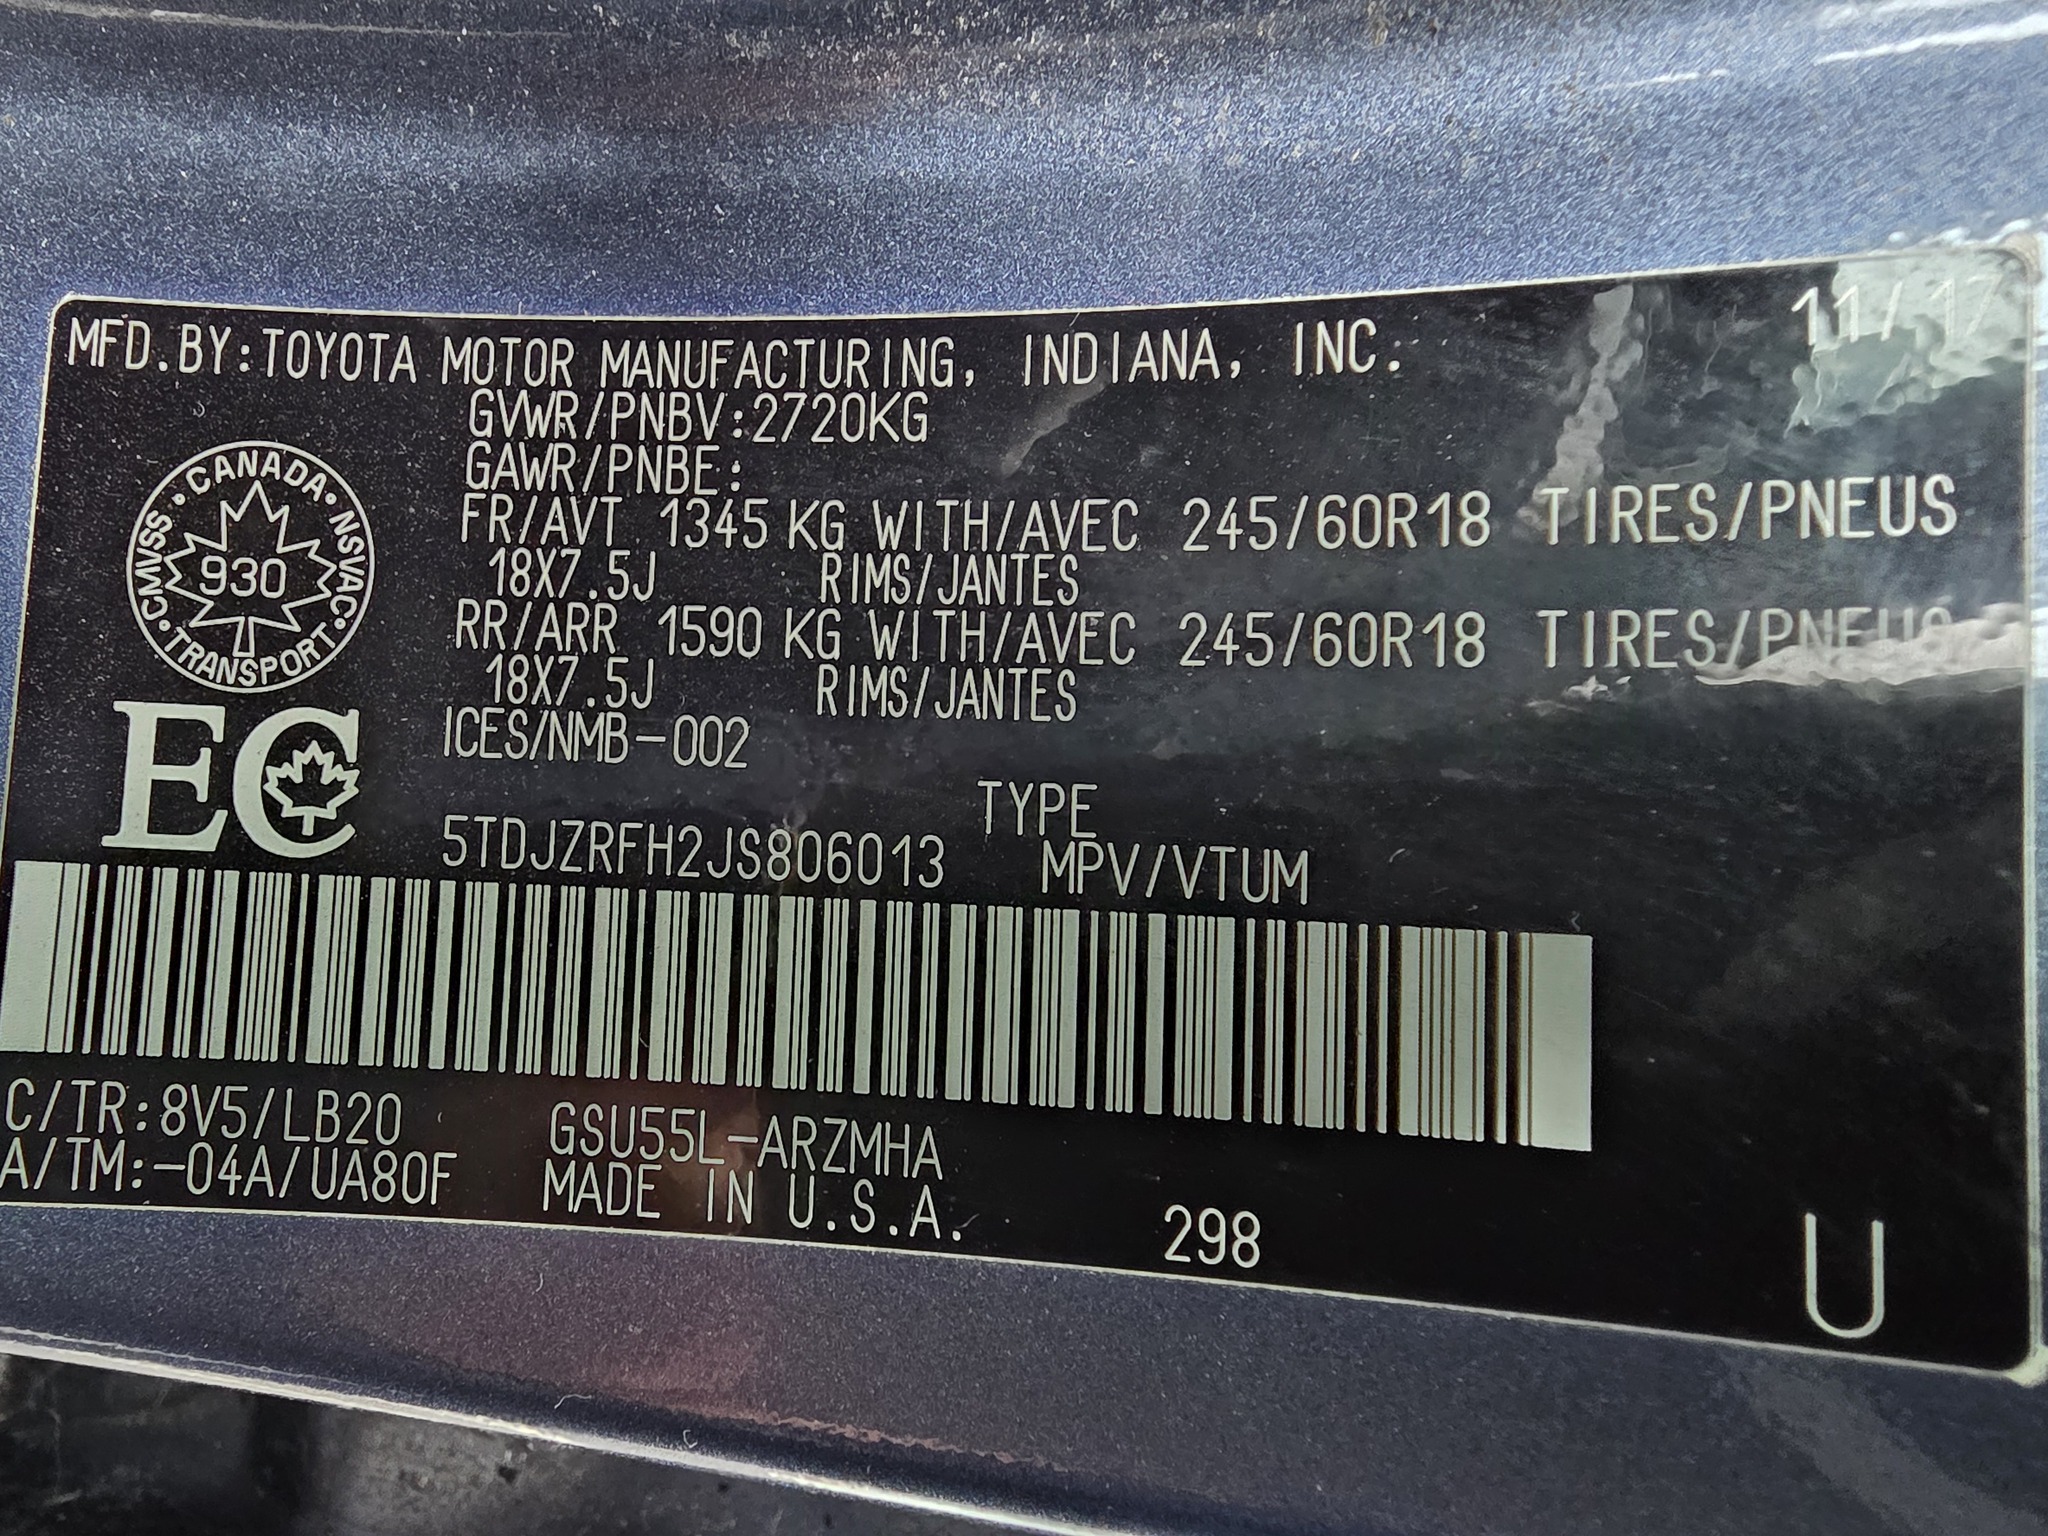 11/17
MFD.BY:TOYOTA MOTOR MANUFACTURING, INDIANA, INC.
GVWR/PNBV:2720KG
GAWR/PNBE:
FR/AVT 1345 KG WITH/AVEC 245/60R18 TIRES/PNEUS
18X7.5J RIMS/JANTES
RR/ARR 1590 KG WITH/AVEC 245/60R18 TIRES/PNEUS
18X7.5J RIMS/JANTES
ICES/NMB-002
CANADA • NSVAC • TRANSPORT • CMVSS •
930
EC
TYPE
5TDJZRFH2JS806013 MPV/VTUM
C/TR:8V5/LB20 GSU55L-ARZMHA
A/TM:-04A/UA80F MADE IN U.S.A.
298
U